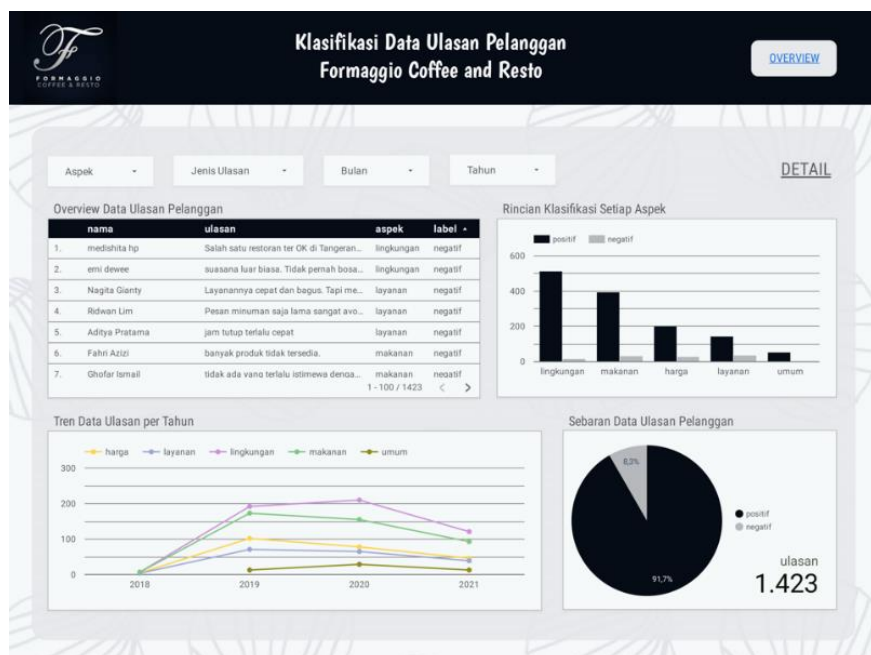 FORMAGGIO
COFFEE & RESTO
Klasifikasi Data Ulasan Pelanggan
Formaggio Coffee and Resto
OVERVIEW
Aspek
Jenis Ulasan
Bulan
Tahun
DETAIL
Overview Data Ulasan Pelanggan
nama ulasan aspek label
1. medishita hp Salah satu restoran ter OK di Tangeran... lingkungan negatif
2. emi dewee suasana luar biasa. Tidak pernah bosa... lingkungan negatif
3. Nagita Gianty Layanannya cepat dan bagus. Tapi me... layanan negatif
4. Ridwan Lim Pesan minuman saja lama sangat avo... layanan negatif
5. Aditya Pratama jam tutup terlalu cepat layanan negatif
6. Fahri Azizi banyak produk tidak tersedia. makanan negatif
7. Ghofar Ismail tidak ada yang terlalu istimewa denga... makanan negatif
1 - 100 / 1423
Rincian Klasifikasi Setiap Aspek
positif negatif
600
400
200
0
lingkungan makanan harga layanan umum
Tren Data Ulasan per Tahun
harga layanan lingkungan makanan umum
300
200
100
0
2018 2019 2020 2021
Sebaran Data Ulasan Pelanggan
8,3%
91,7%
positif
negatif
ulasan
1.423